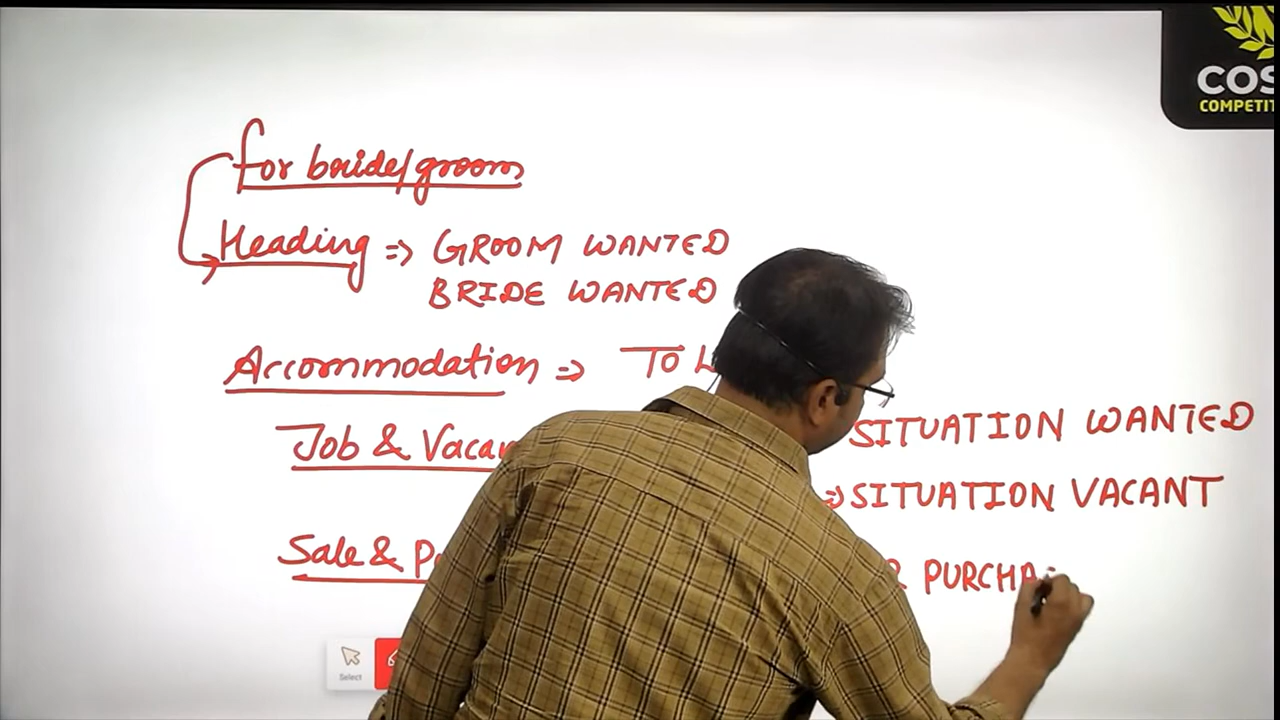 for bride/groom
Heading => GROOM WANTED
BRIDE WANTED
Accommodation => TO L
Job & Vacan
SITUATION WANTED
=> SITUATION VACANT
Sale & P
R PURCHA
Select
COS
COMPETIT